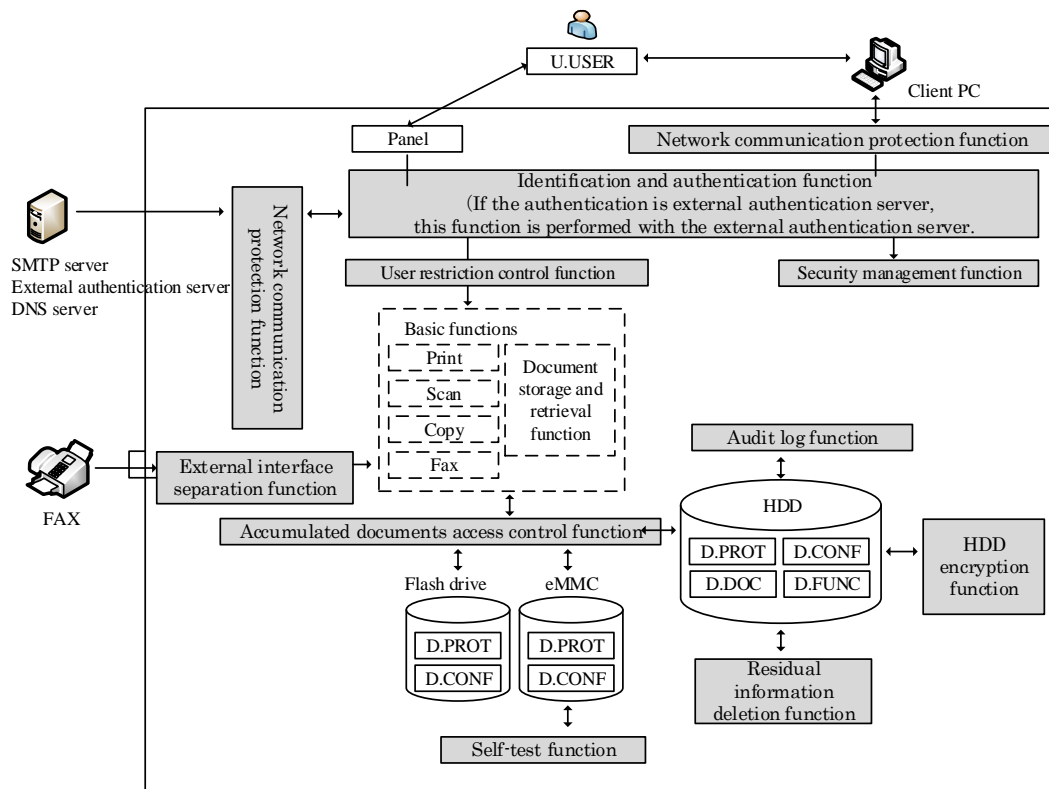 U.USER
Client PC
Panel
Network communication protection function
Identification and authentication function
(If the authentication is external authentication server,
this function is performed with the external authentication server.
Network communication
protection function
SMTP server
External authentication server
DNS server
User restriction control function
Security management function
Basic functions
Print
Scan
Copy
Fax
Document
storage and
retrieval
function
Audit log function
External interface
separation function
FAX
HDD
D.PROT
D.CONF
D.DOC
D.FUNC
HDD
encryption
function
Accumulated documents access control function
Flash drive
eMMC
D.PROT
D.CONF
D.PROT
D.CONF
Residual
information
deletion function
Self-test function